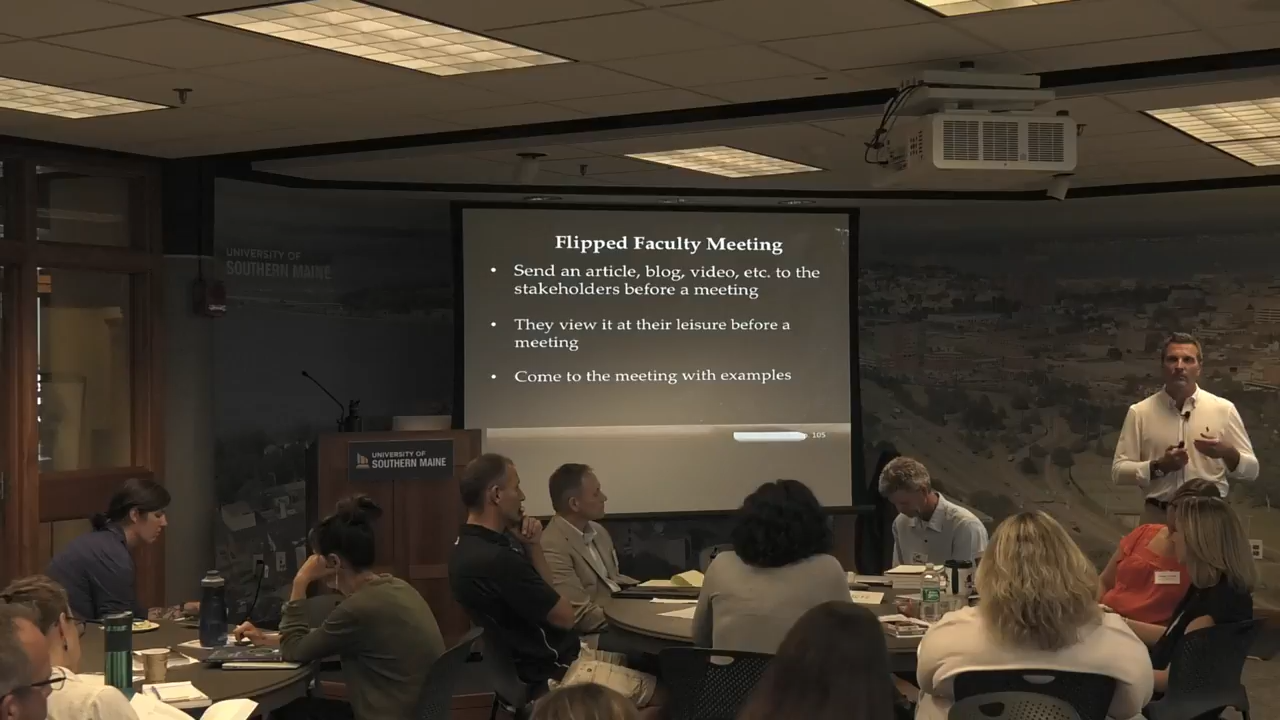 UNIVERSITY OF
SOUTHERN MAINE
Flipped Faculty Meeting
• Send an article, blog, video, etc. to the
stakeholders before a meeting
• They view it at their leisure before a
meeting
• Come to the meeting with examples
105
UNIVERSITY OF
SOUTHERN MAINE